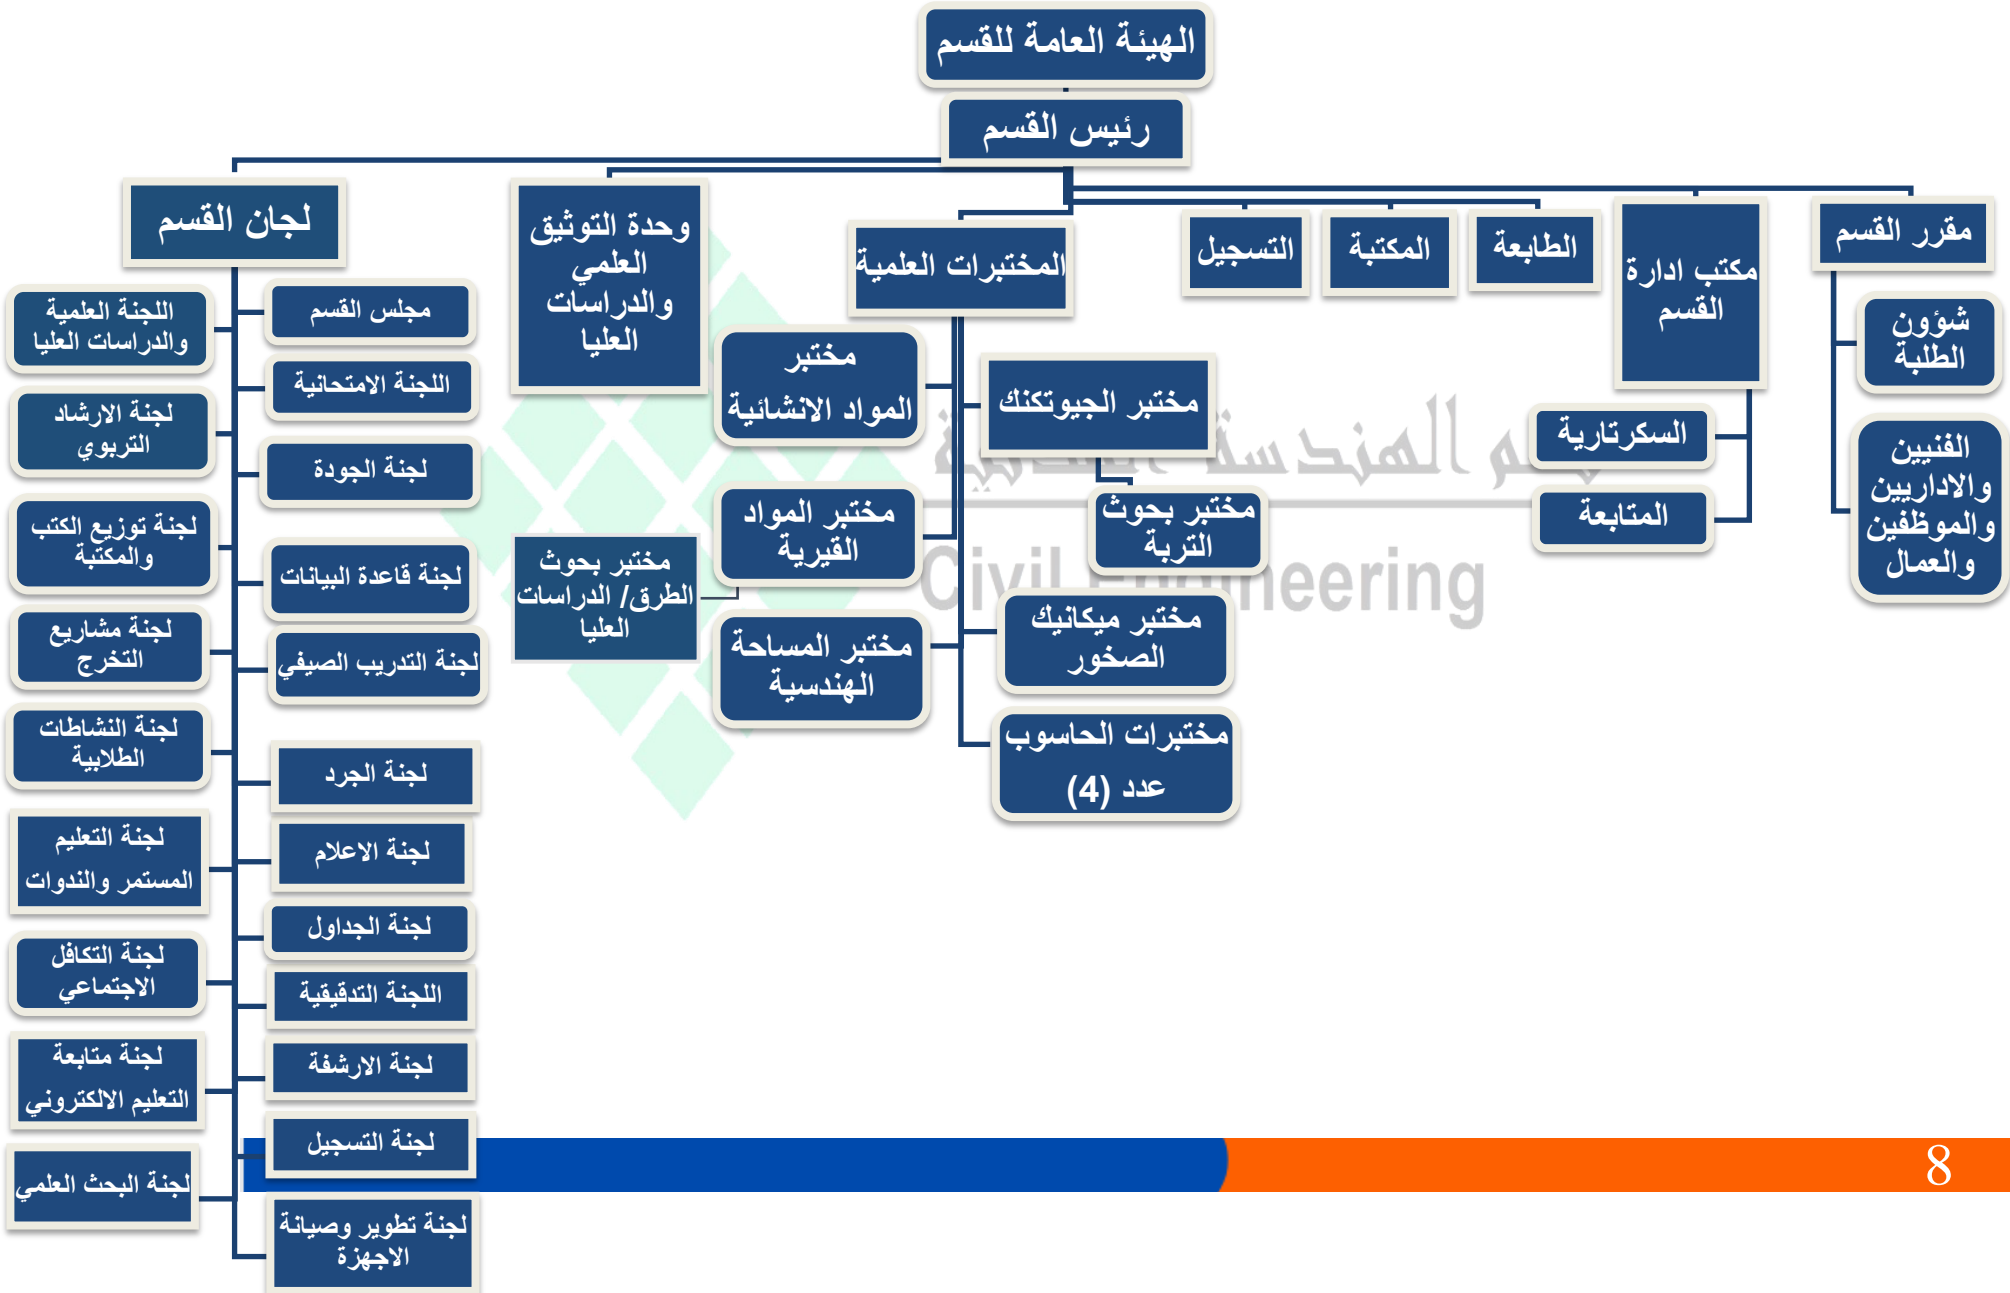 الهيئة العامة للقسم
رئيس القسم
مقرر القسم
شؤون
الطلبة
الفنيين
والاداريين
والموظفين
والعمال
مكتب ادارة
القسم
السكرتارية
المتابعة
الطابعة
المكتبة
التسجيل
المختبرات العلمية
مختبر الجيوتكنك
مختبر بحوث
التربة
مختبر ميكانيك
الصخور
مختبرات الحاسوب
عدد (4)
مختبر
المواد الانشائية
مختبر المواد
القيرية
مختبر بحوث
الطرق/ الدراسات
العليا
مختبر المساحة
الهندسية
وحدة التوثيق
العلمي
والدراسات
العليا
لجان القسم
مجلس القسم
اللجنة الامتحانية
لجنة الجودة
لجنة قاعدة البيانات
لجنة التدريب الصيفي
لجنة الجرد
لجنة الاعلام
لجنة الجداول
اللجنة التدقيقية
لجنة الارشفة
لجنة التسجيل
لجنة تطوير وصيانة
الاجهزة
اللجنة العلمية
والدراسات العليا
لجنة الارشاد
التربوي
لجنة توزيع الكتب
والمكتبة
لجنة مشاريع
التخرج
لجنة النشاطات
الطلابية
لجنة التعليم
المستمر والندوات
لجنة التكافل
الاجتماعي
لجنة متابعة
التعليم الالكتروني
لجنة البحث العلمي
الهندسة
Civil Engineering
8